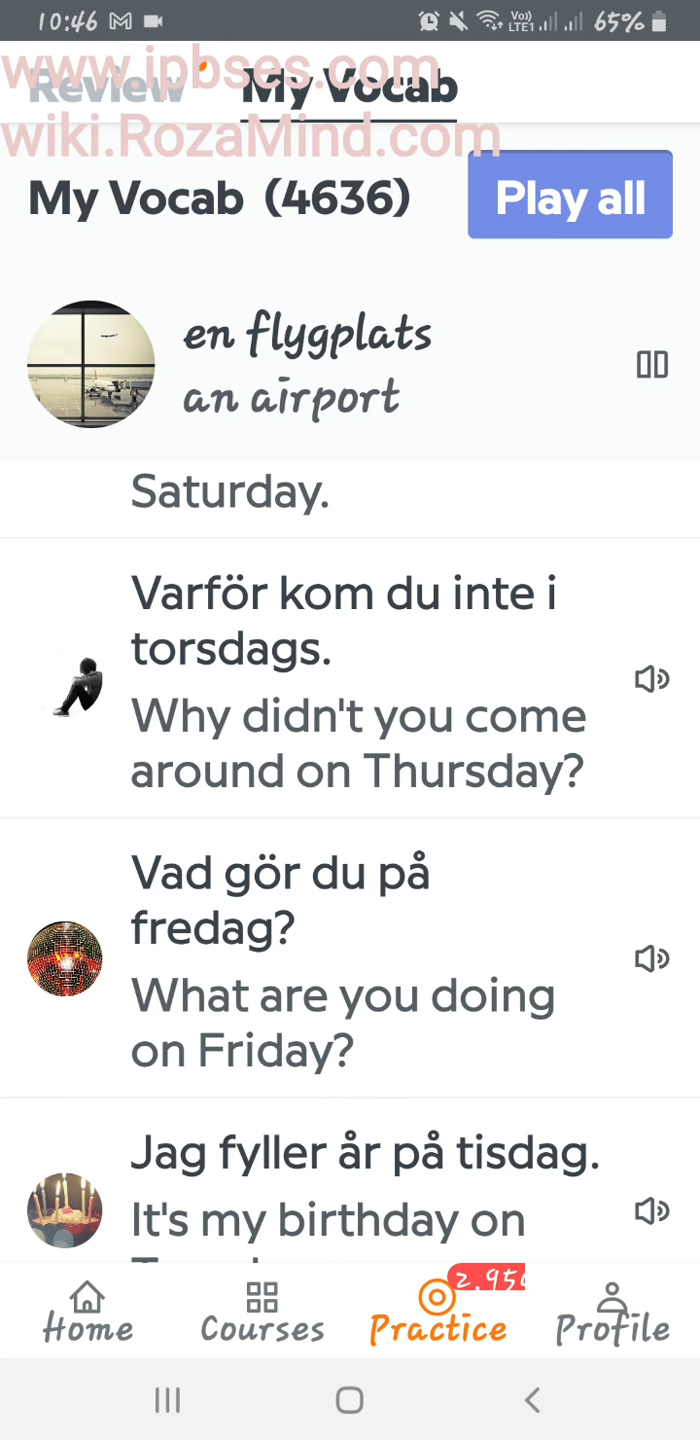 10:46 65%
Vo)) LTE1
www.ipbses.com
Review My Vocab
wiki.RozaMind.com
My Vocab (4636) Play all
en flygplats
an airport
Saturday.
Varför kom du inte i
torsdags.
Why didn't you come
around on Thursday?
Vad gör du på
fredag?
What are you doing
on Friday?
Jag fyller år på tisdag.
It's my birthday on
Home Courses Practice Profile